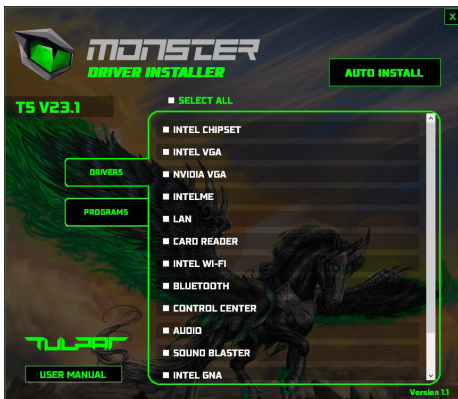 X
MONSTER
DRIVER INSTALLER
AUTO INSTALL
T5 V23.1
SELECT ALL
DRIVERS
PROGRAMS
INTEL CHIPSET
INTEL VGA
NVIDIA VGA
INTELME
LAN
CARD READER
INTEL WI-FI
BLUETOOTH
CONTROL CENTER
AUDIO
SOUND BLASTER
INTEL GNA
TULPAR
USER MANUAL
Version 1.1